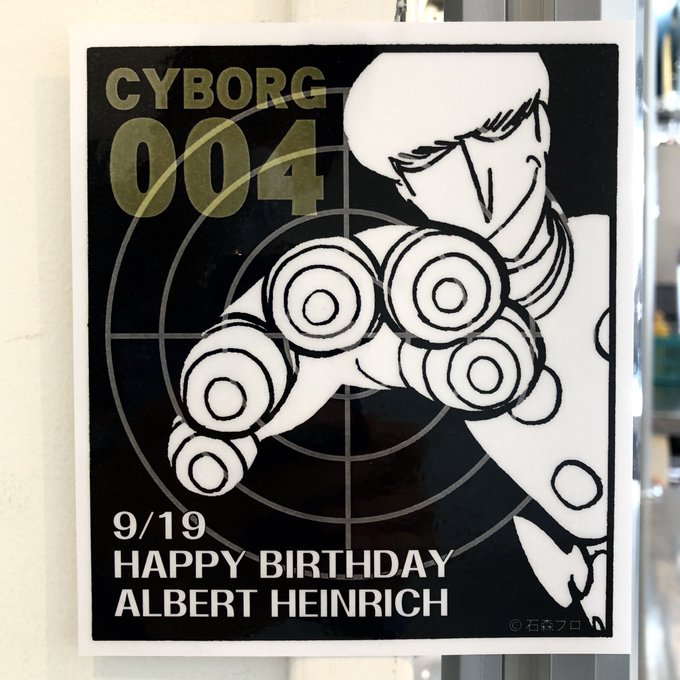 CYBORG
004
9/19
HAPPY BIRTHDAY
ALBERT HEINRICH
© 石森プロ